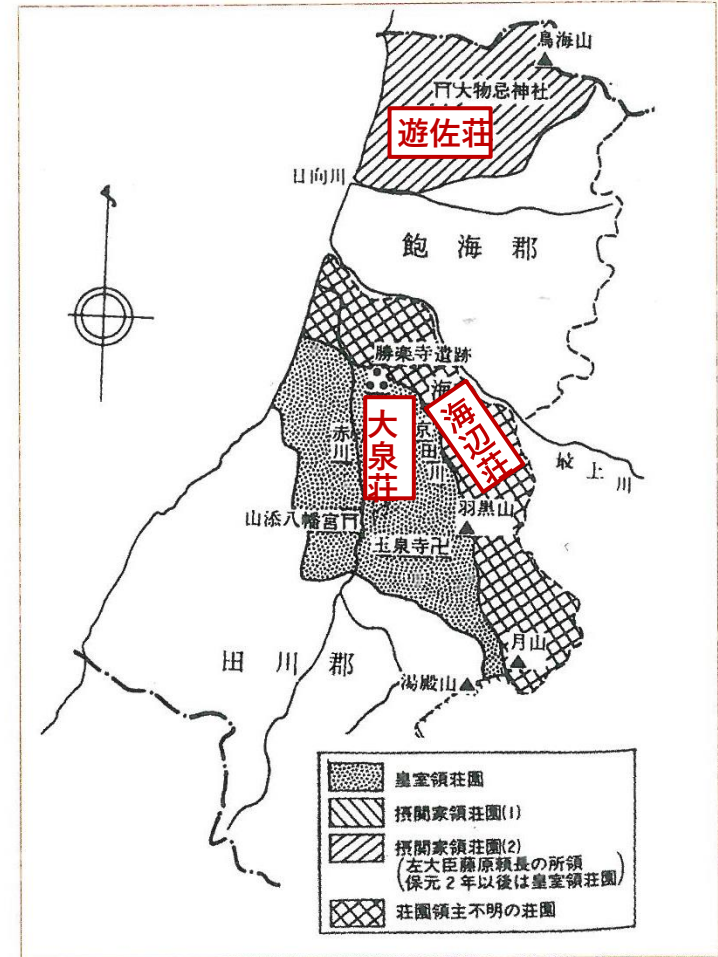 鳥海山
大物忌神社
遊佐荘
日向川
飽海郡
勝楽寺遺跡
海
海辺荘
大泉荘
赤川
京田川
最上川
羽黒山
山添八幡宮
玉泉寺
月山
田川郡
湯殿山
皇室領荘園
摂関家領荘園(1)
摂関家領荘園(2)
(左大臣藤原頼長の所領
保元2年以後は皇室領荘園)
荘園領主不明の荘園